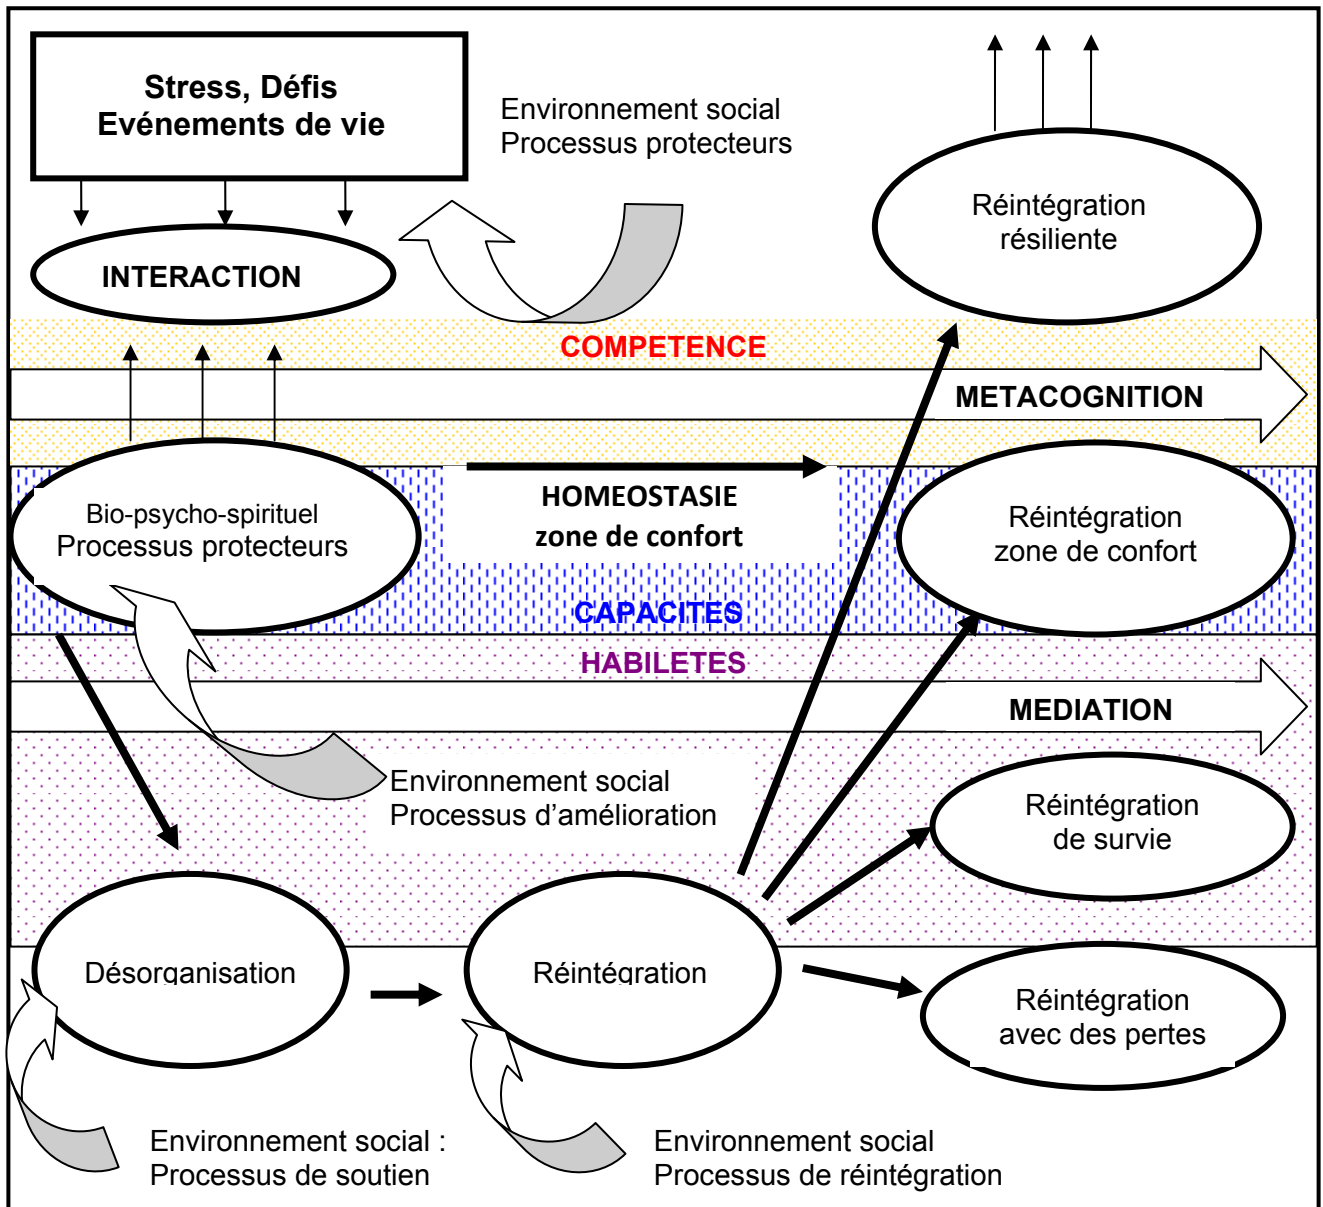 Stress, Défis
Evénements de vie
Environnement social
Processus protecteurs
Réintégration
résiliente
INTERACTION
COMPETENCE
METACOGNITION
Bio-psycho-spirituel
Processus protecteurs
HOMEOSTASIE
zone de confort
Réintégration
zone de confort
CAPACITES
HABILETES
MEDIATION
Environnement social
Processus d’amélioration
Réintégration
de survie
Désorganisation
Réintégration
Réintégration
avec des pertes
Environnement social :
Processus de soutien
Environnement social
Processus de réintégration